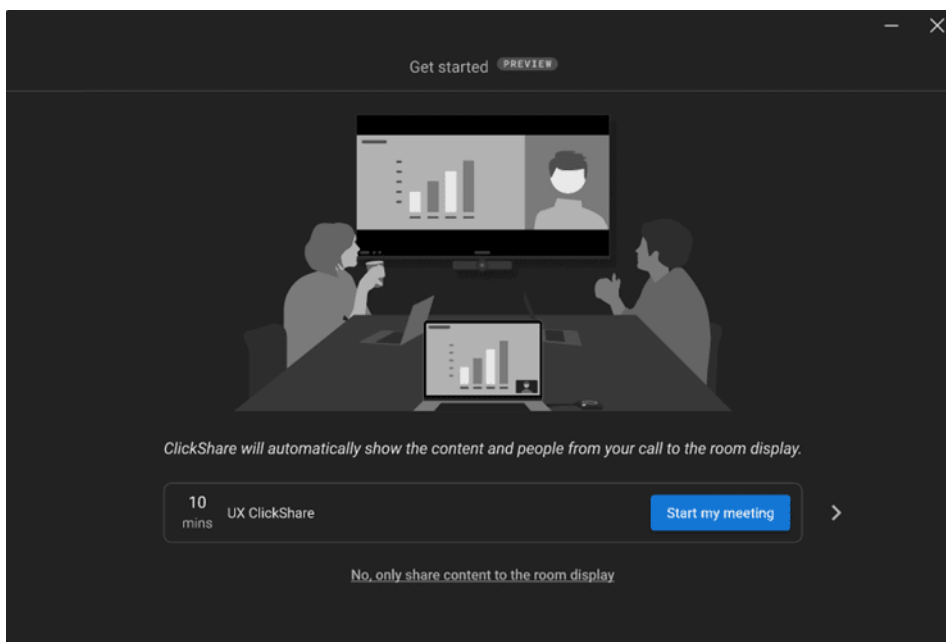 Get started PREVIEW
ClickShare will automatically show the content and people from your call to the room display.
10
mins
UX ClickShare
Start my meeting
No, only share content to the room display